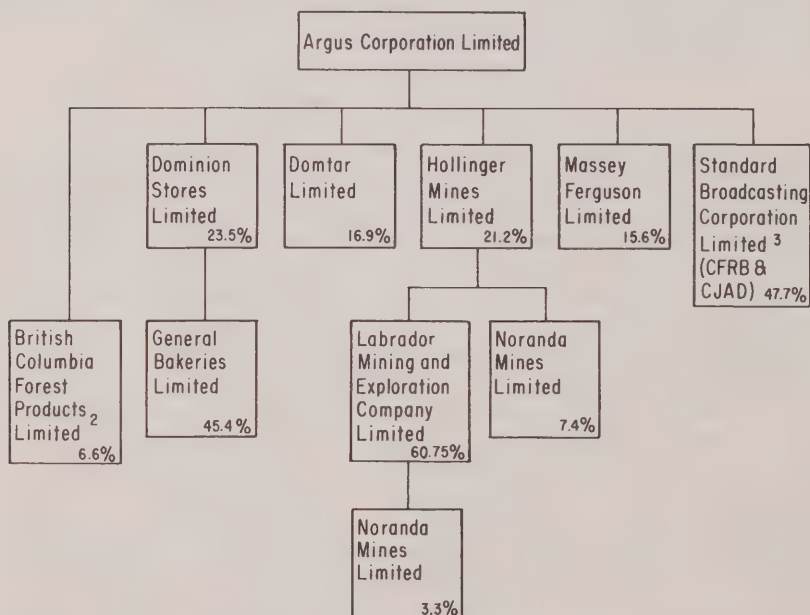 Argus Corporation Limited
Dominion
Stores
Limited
23.5%
Domtar
Limited
16.9%
Hollinger
Mines
Limited
21.2%
Massey
Ferguson
Limited
15.6%
Standard
Broadcasting
Corporation
Limited 3
(CFRB &
CJAD) 47.7%
British
Columbia
Forest
Products 2
Limited
6.6%
General
Bakeries
Limited
45.4%
Labrador
Mining and
Exploration
Company
Limited
60.75%
Noranda
Mines
Limited
7.4%
Noranda
Mines
Limited
3.3%